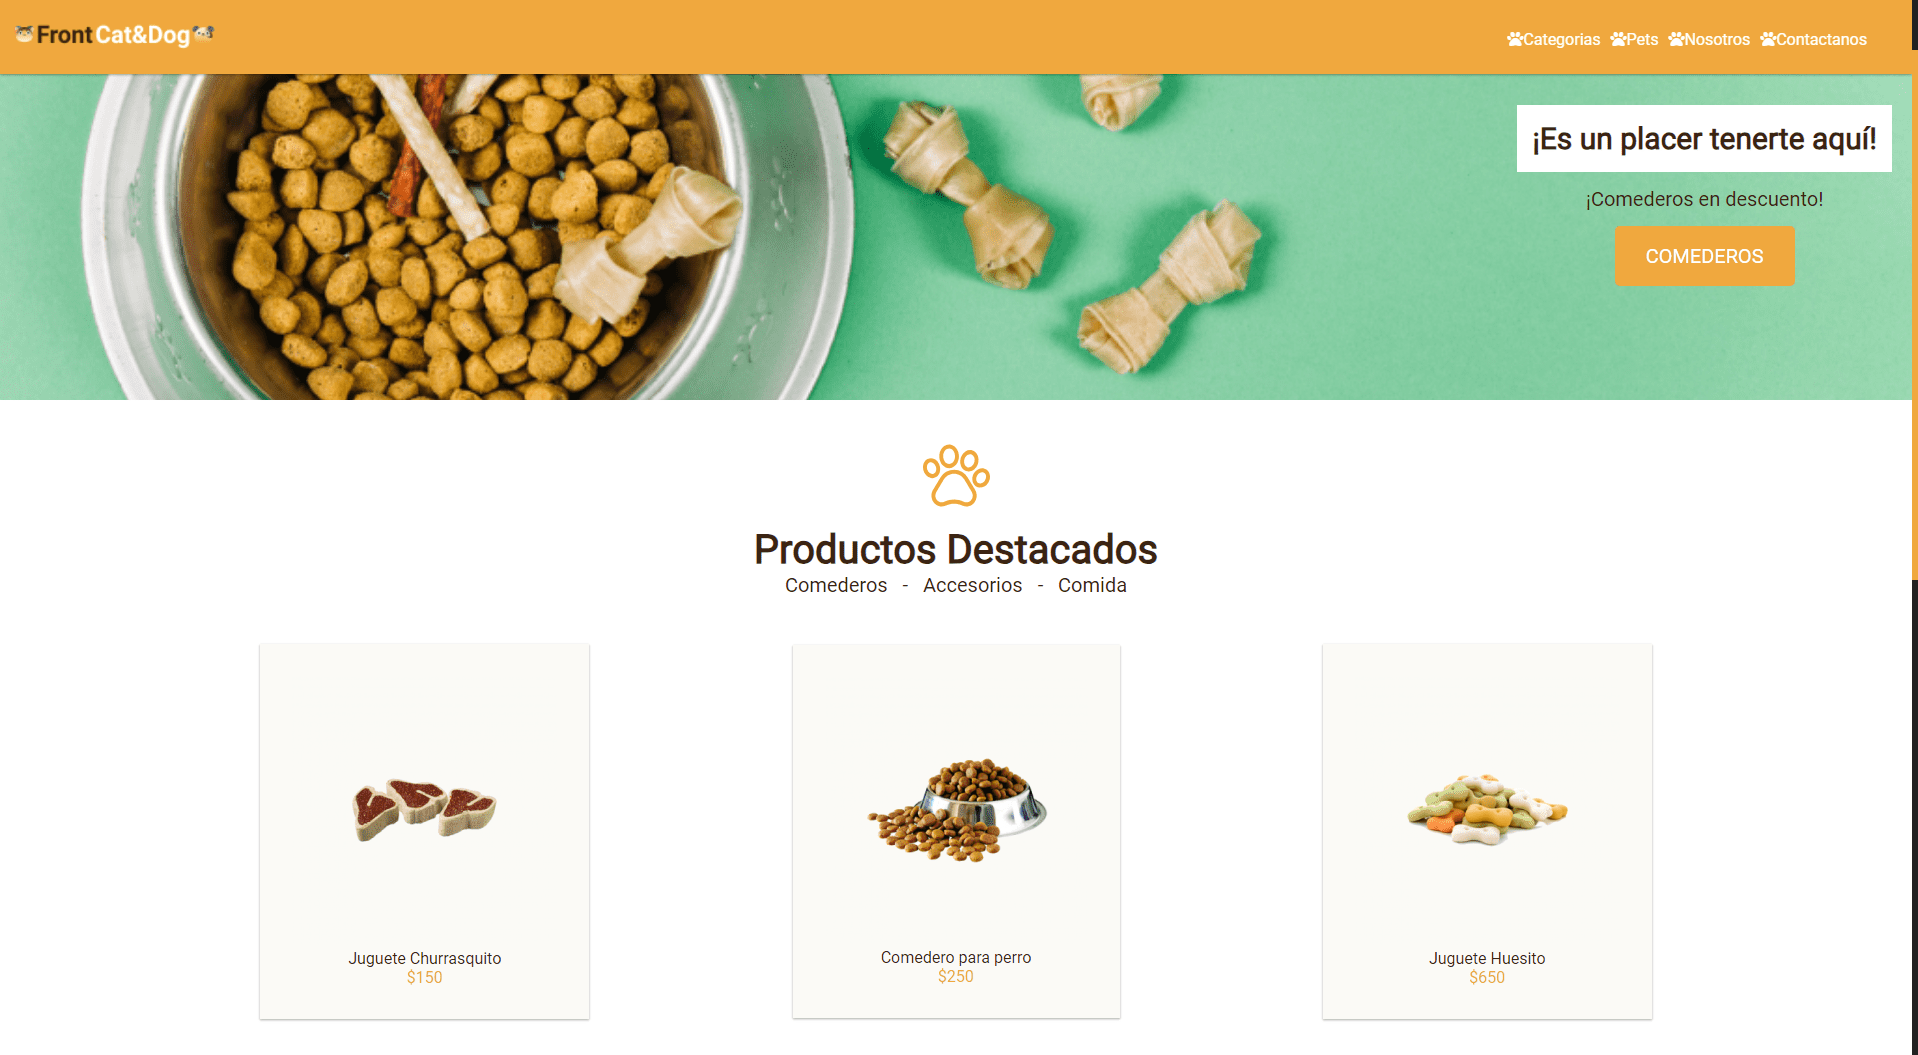 FrontCat&Dog
Categorias Pets Nosotros Contactanos
¡Es un placer tenerte aquí!
¡Comederos en descuento!
COMEDEROS
Productos Destacados
Comederos - Accesorios - Comida
Juguete Churrasquito
$150
Comedero para perro
$250
Juguete Huesito
$650